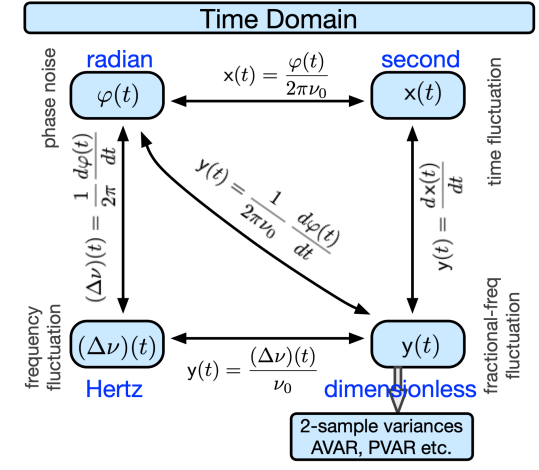 Time Domain
radian
second
phase noise
φ(t)
x(t) = φ(t) / 2πν₀
x(t)
time fluctuation
(Δν)(t) = 1/2π dφ(t)/dt
y(t) = 1/2πν₀ dφ(t)/dt
y(t) = dx(t)/dt
frequency
fluctuation
(Δν)(t)
y(t) = (Δν)(t) / ν₀
y(t)
fractional-freq
fluctuation
Hertz
dimensionless
2-sample variances
AVAR, PVAR etc.